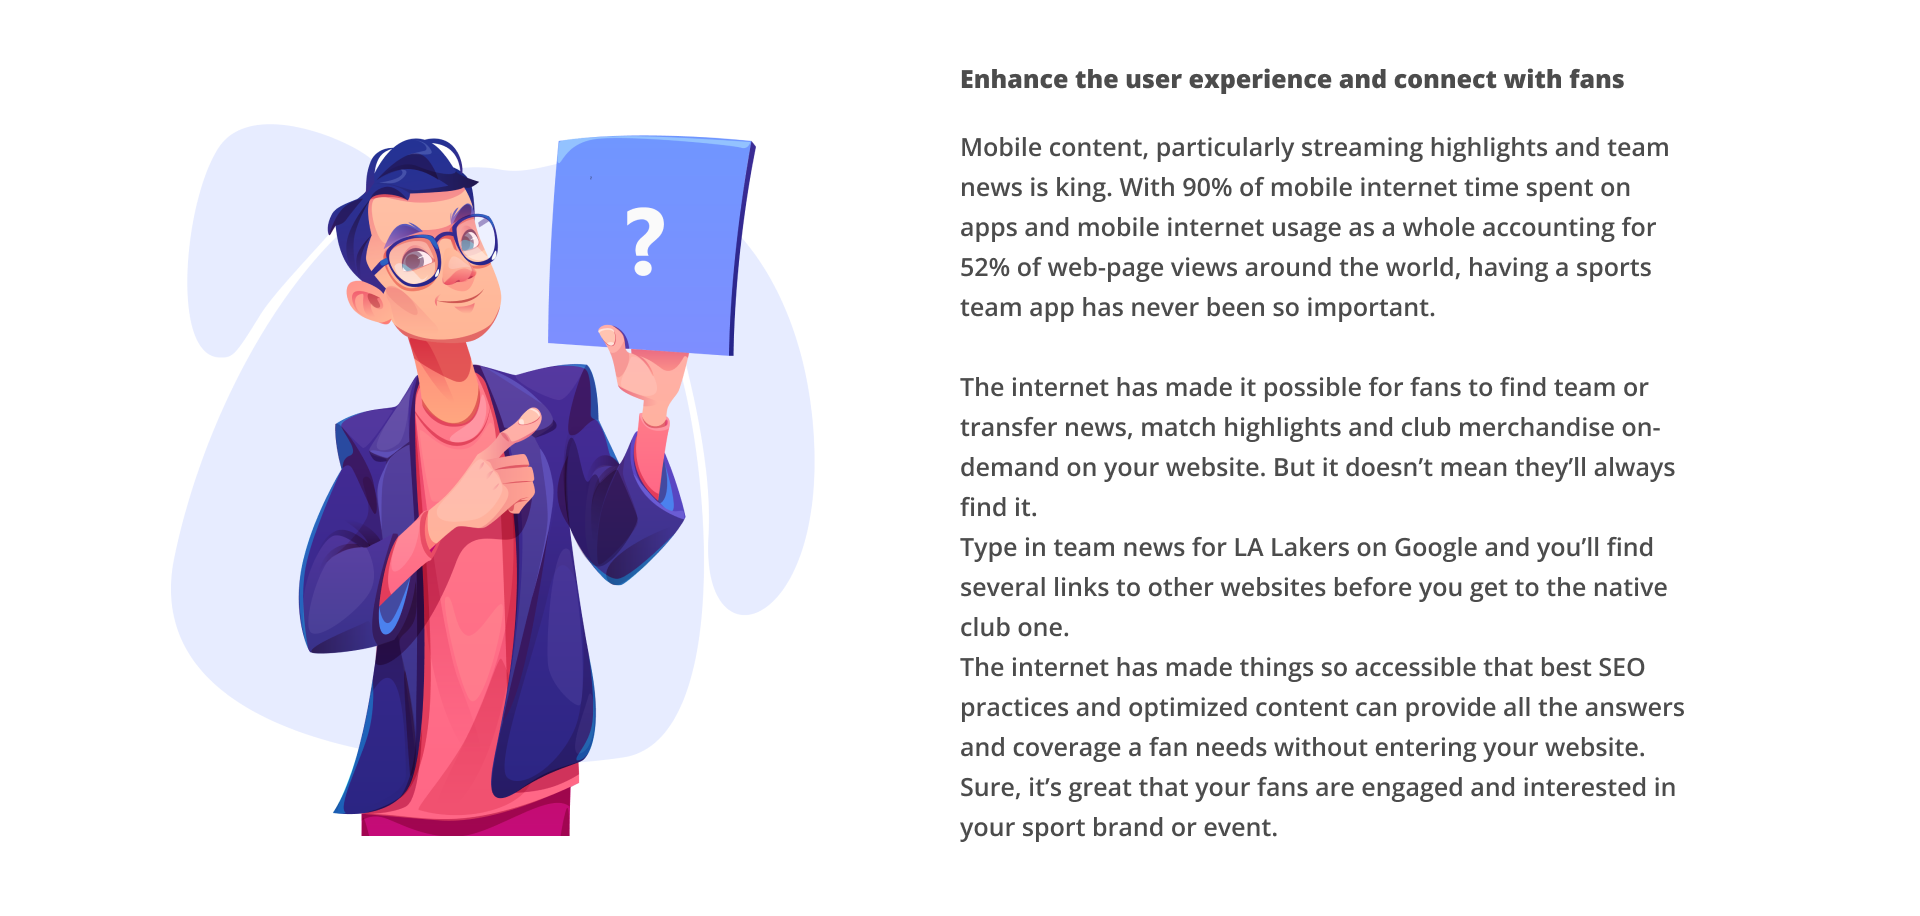 ?
Enhance the user experience and connect with fans
Mobile content, particularly streaming highlights and team
news is king. With 90% of mobile internet time spent on
apps and mobile internet usage as a whole accounting for
52% of web-page views around the world, having a sports
team app has never been so important.
The internet has made it possible for fans to find team or
transfer news, match highlights and club merchandise on-
demand on your website. But it doesn’t mean they’ll always
find it.
Type in team news for LA Lakers on Google and you’ll find
several links to other websites before you get to the native
club one.
The internet has made things so accessible that best SEO
practices and optimized content can provide all the answers
and coverage a fan needs without entering your website.
Sure, it’s great that your fans are engaged and interested in
your sport brand or event.